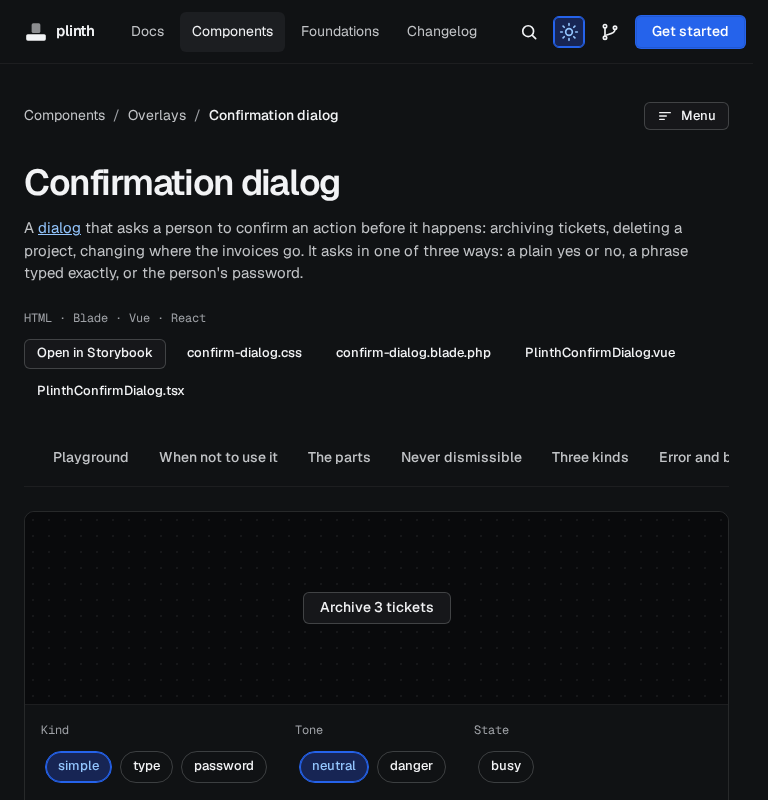 plinth Docs Components Foundations Changelog Get started
Components / Overlays / Confirmation dialog Menu
Confirmation dialog
A dialog that asks a person to confirm an action before it happens: archiving tickets, deleting a
project, changing where the invoices go. It asks in one of three ways: a plain yes or no, a phrase
typed exactly, or the person's password.
HTML · Blade · Vue · React
Open in Storybook confirm-dialog.css confirm-dialog.blade.php PlinthConfirmDialog.vue
PlinthConfirmDialog.tsx
Playground When not to use it The parts Never dismissible Three kinds Error and
Archive 3 tickets
Kind Tone State
simple type password neutral danger busy